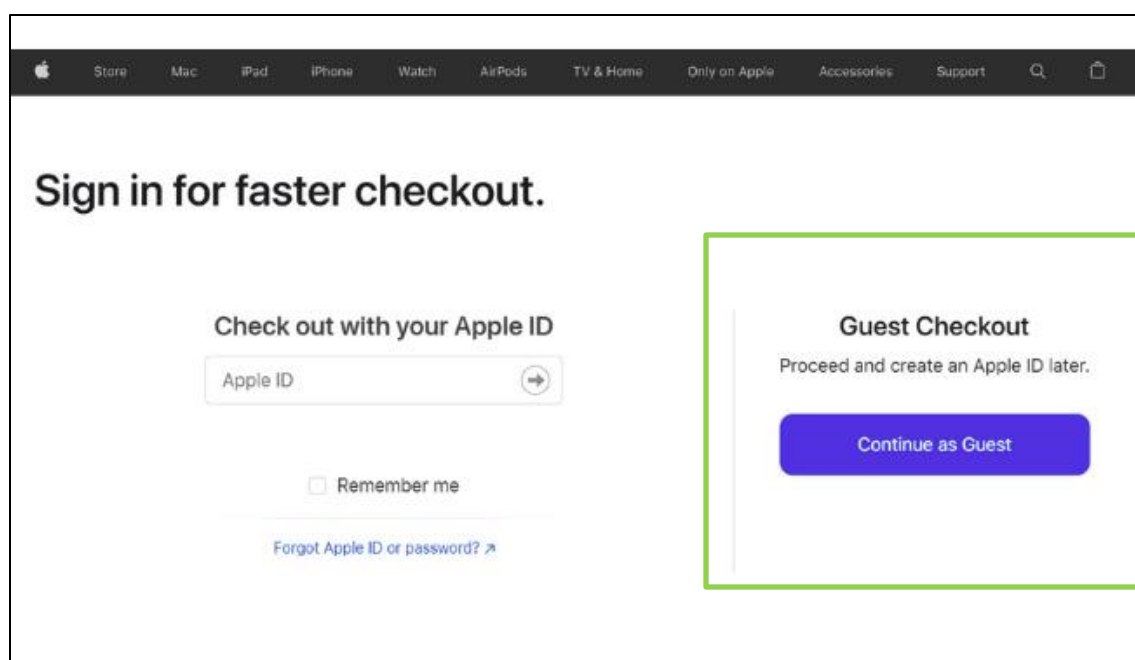 Store Mac iPad iPhone Watch AirPods TV & Home Only on Apple Accessories Support
Sign in for faster checkout.
Check out with your Apple ID
Apple ID
Remember me
Forgot Apple ID or password? ↗
Guest Checkout
Proceed and create an Apple ID later.
Continue as Guest